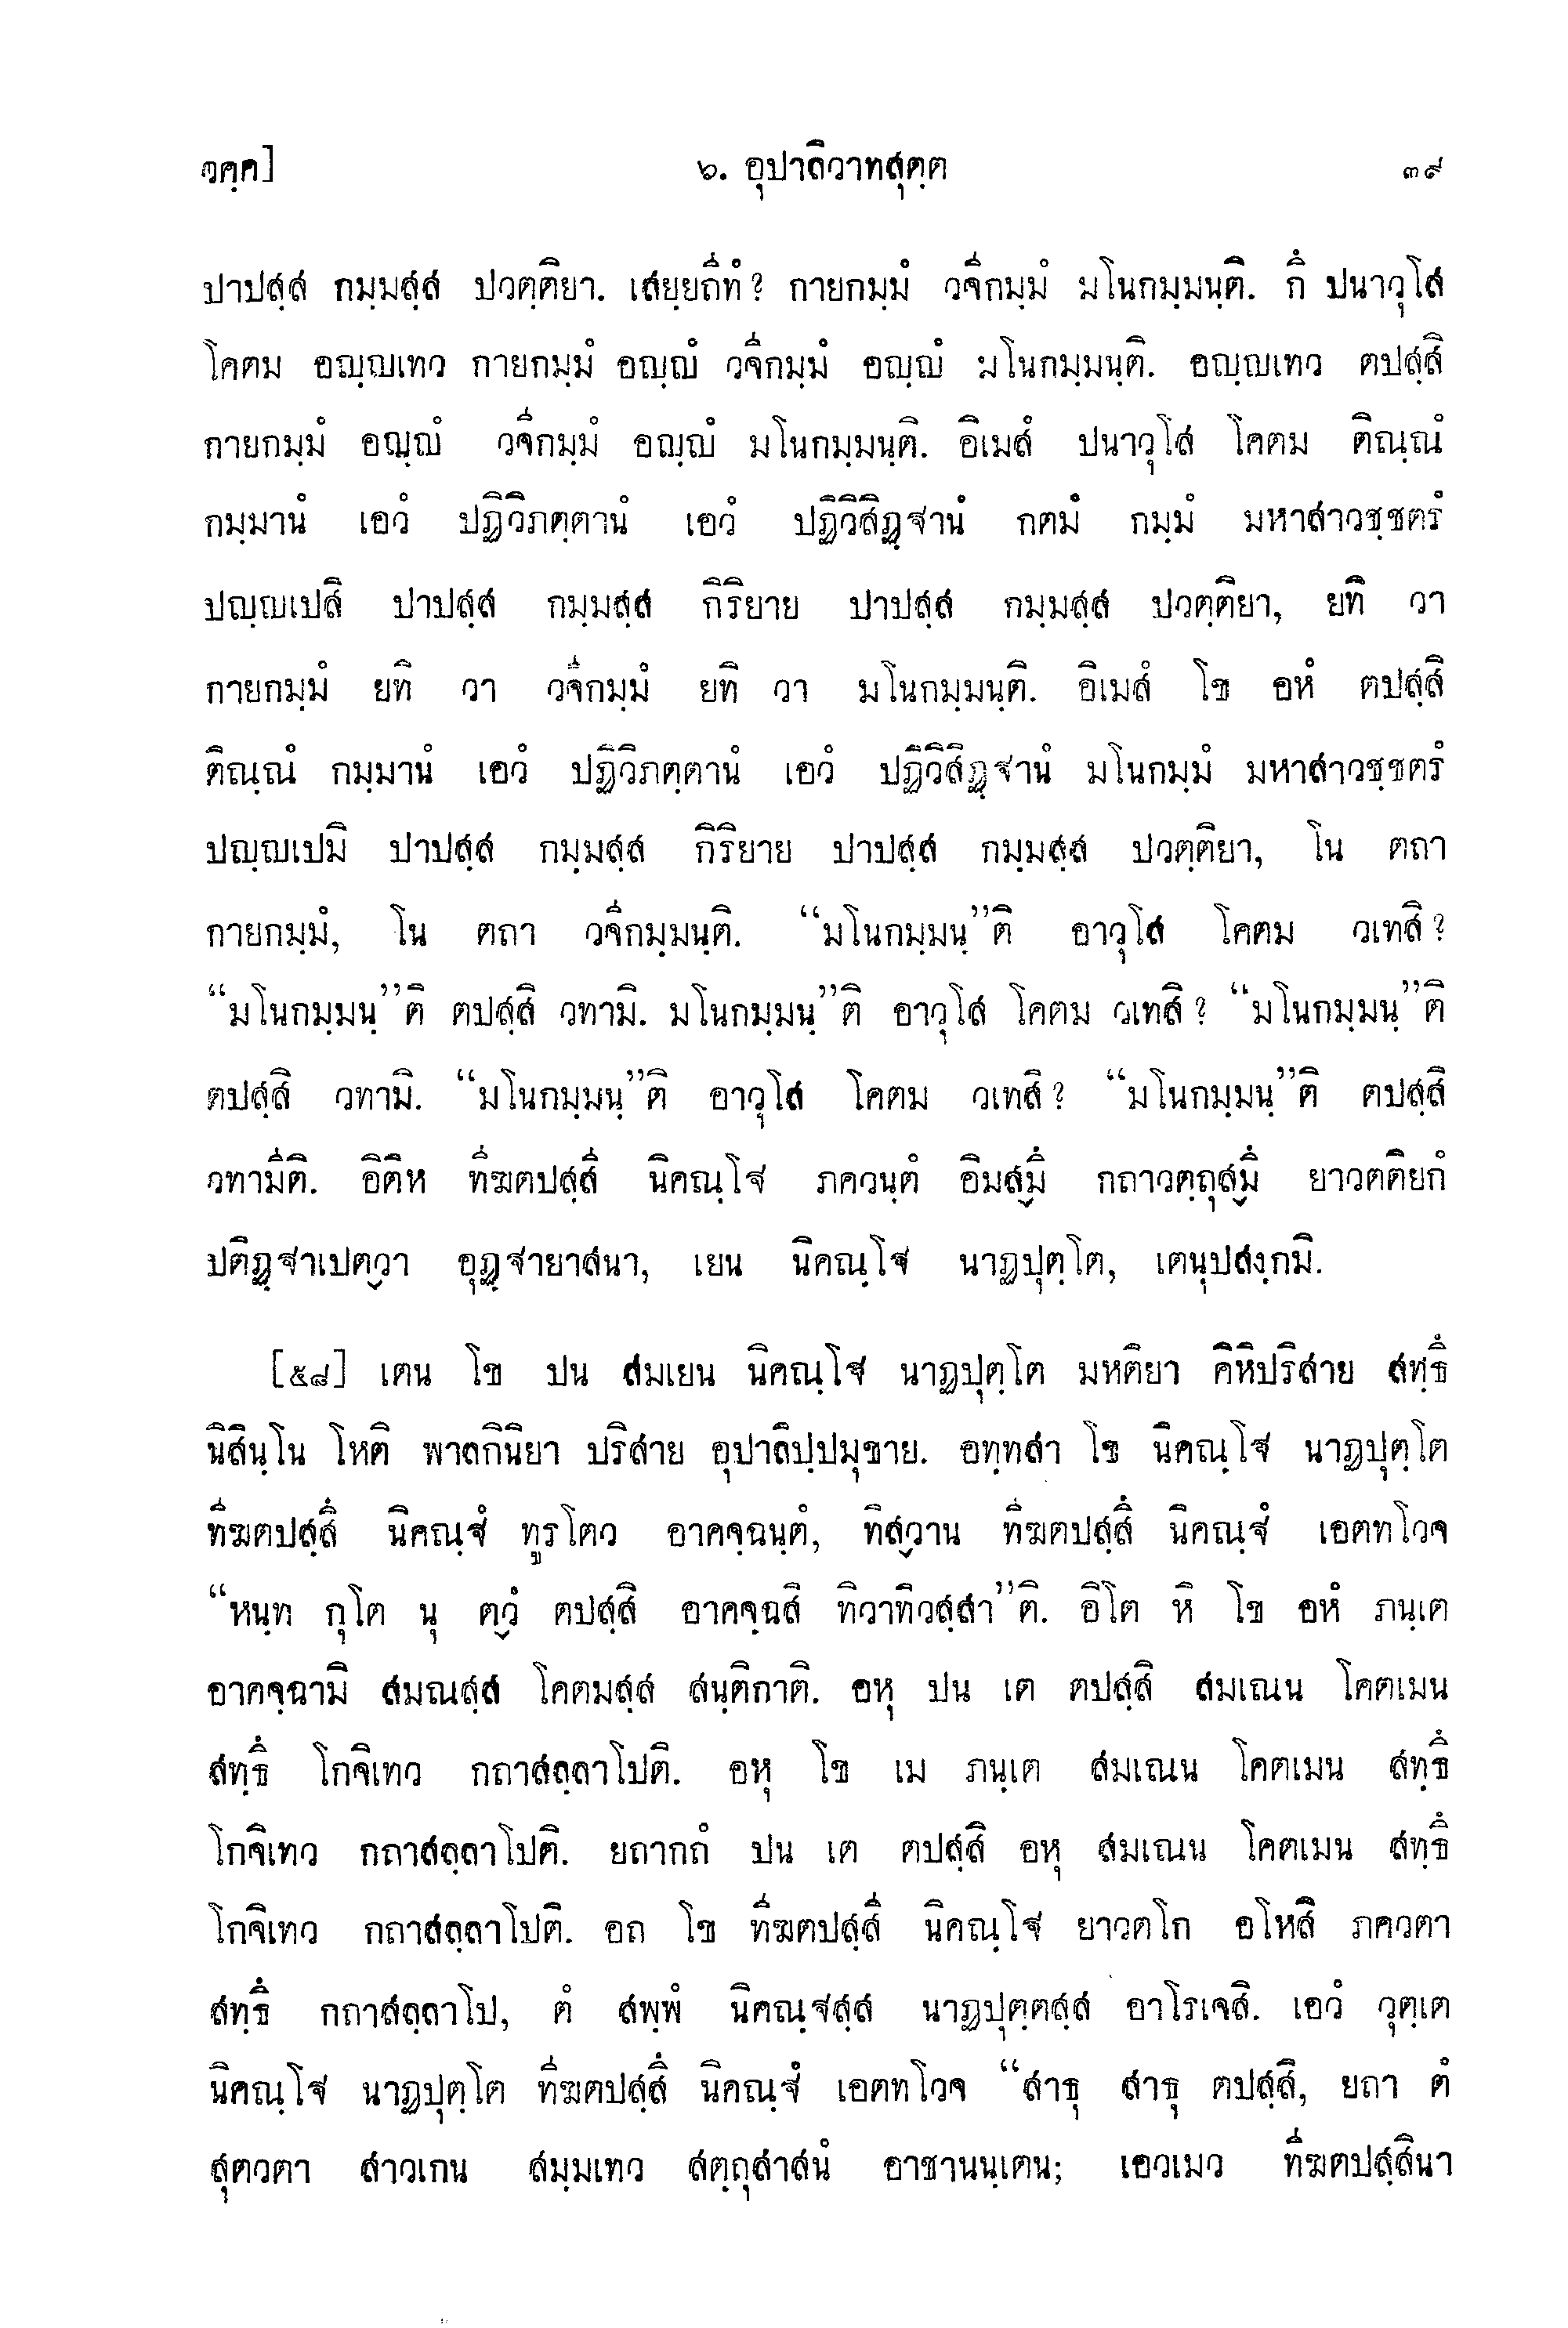 วคฺค] ๖. อุปาลิวาทสุตฺต ๓๙
ปาปสฺส กมฺมสฺส ปวตฺติยา. เสยฺยถีทํ? กายกมฺมํ วจีกมฺมํ มโนกมฺมนฺติ. กึ ปนาวุโส
โคตม อญฺญเทว กายกมฺมํ อญฺญํ วจีกมฺมํ อญฺญํ มโนกมฺมนฺติ. อญฺญเทว ตปสฺสิ
กายกมฺมํ อญฺญํ วจีกมฺมํ อญฺญํ มโนกมฺมนฺติ. อิเมสํ ปนาวุโส โคตม ติณฺณํ
กมฺมานํ เอวํ ปฏิวิภตฺตานํ เอวํ ปฏิวิสิฏฺฐานํ กตมํ กมฺมํ มหาสาวชฺชตรํ
ปญฺญเปสิ ปาปสฺส กมฺมสฺส กิริยาย ปาปสฺส กมฺมสฺส ปวตฺติยา, ยทิ วา
กายกมฺมํ ยทิ วา วจีกมฺมํ ยทิ วา มโนกมฺมนฺติ. อิเมสํ โข อหํ ตปสฺสิ
ติณฺณํ กมฺมานํ เอวํ ปฏิวิภตฺตานํ เอวํ ปฏิวิสิฏฺฐานํ มโนกมฺมํ มหาสาวชฺชตรํ
ปญฺญเปมิ ปาปสฺส กมฺมสฺส กิริยาย ปาปสฺส กมฺมสฺส ปวตฺติยา, โน ตถา
กายกมฺมํ, โน ตถา วจีกมฺมนฺติ. “มโนกมฺมนฺ”ติ อาวุโส โคตม วเทสิ?
“มโนกมฺมนฺ”ติ ตปสฺสิ วทามิ. มโนกมฺมนฺ”ติ อาวุโส โคตม วเทสิ? “มโนกมฺมนฺ”ติ
ตปสฺสิ วทามิ. “มโนกมฺมนฺ”ติ อาวุโส โคตม วเทสิ? “มโนกมฺมนฺ”ติ ตปสฺสิ
วทามีติ. อิติห ทีฆตปสฺสี นิคณฺโฐ ภควนฺตํ อิมสฺมึ กถาวตฺถุสฺมึ ยาวตติยกํ
ปติฏฺฐาเปตฺวา อุฏฺฐายาสนา, เยน นิคณฺโฐ นาฏปุตฺโต, เตนุปสงฺกมิ.
[๕๘] เตน โข ปน สมเยน นิคณฺโฐ นาฏปุตฺโต มหติยา คิหิปริสาย สทฺธึ
นิสินฺโน โหติ พาลกินิยา ปริสาย อุปาลิปฺปมุขาย. อทฺทสา โข นิคณฺโฐ นาฏปุตฺโต
ทีฆตปสฺสึ นิคณฺฐํ ทูรโตว อาคจฺฉนฺตํ, ทิสฺวาน ทีฆตปสฺสึ นิคณฺฐํ เอตทโวจ
“หนฺท กุโต นุ ตฺวํ ตปสฺสิ อาคจฺฉสิ ทิวาทิวสฺสา”ติ. อิโต หิ โข อหํ ภนฺเต
อาคจฺฉามิ สมณสฺส โคตมสฺส สนฺติกาติ. อหุ ปน เต ตปสฺสิ สมเณน โคตเมน
สทฺธึ โกจิเทว กถาสลฺลาโปติ. อหุ โข เม ภนฺเต สมเณน โคตเมน สทฺธึ
โกจิเทว กถาสลฺลาโปติ. ยถากถํ ปน เต ตปสฺสิ อหุ สมเณน โคตเมน สทฺธึ
โกจิเทว กถาสลฺลาโปติ. อถ โข ทีฆตปสฺสี นิคณฺโฐ ยาวตโก อโหสิ ภควตา
สทฺธึ กถาสลฺลาโป, ตํ สพฺพํ นิคณฺฐสฺส นาฏปุตฺตสฺส อาโรเจสิ. เอวํ วุตฺเต
นิคณฺโฐ นาฏปุตฺโต ทีฆตปสฺสึ นิคณฺฐํ เอตทโวจ “สาธุ สาธุ ตปสฺสิ, ยถา ตํ
สุตวตา สาวเกน สมฺมเทว สตฺถุสาสนํ อาชานนฺเตน; เอวเมว ทีฆตปสฺสินา